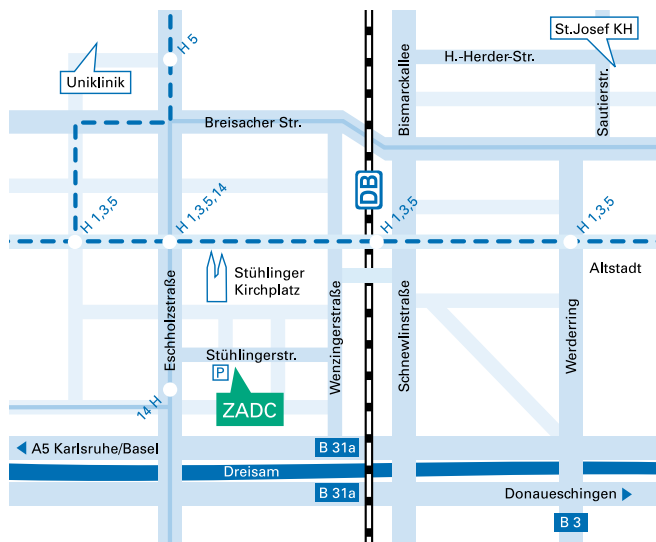 H 5
St.Josef KH
Uniklinik
H.-Herder-Str.
Sautierstr.
Bismarckallee
Breisacher Str.
DB
H 1,3,5
H 1,3,5,14
H 1,3,5
H 1,3,5
Stühlinger
Kirchplatz
Altstadt
Eschholzstraße
Wenzingerstraße
Schnewlinstraße
Werderring
Stühlingerstr.
P
14 H
ZADC
A5 Karlsruhe/Basel
B 31a
Dreisam
B 31a
Donaueschingen
B 3